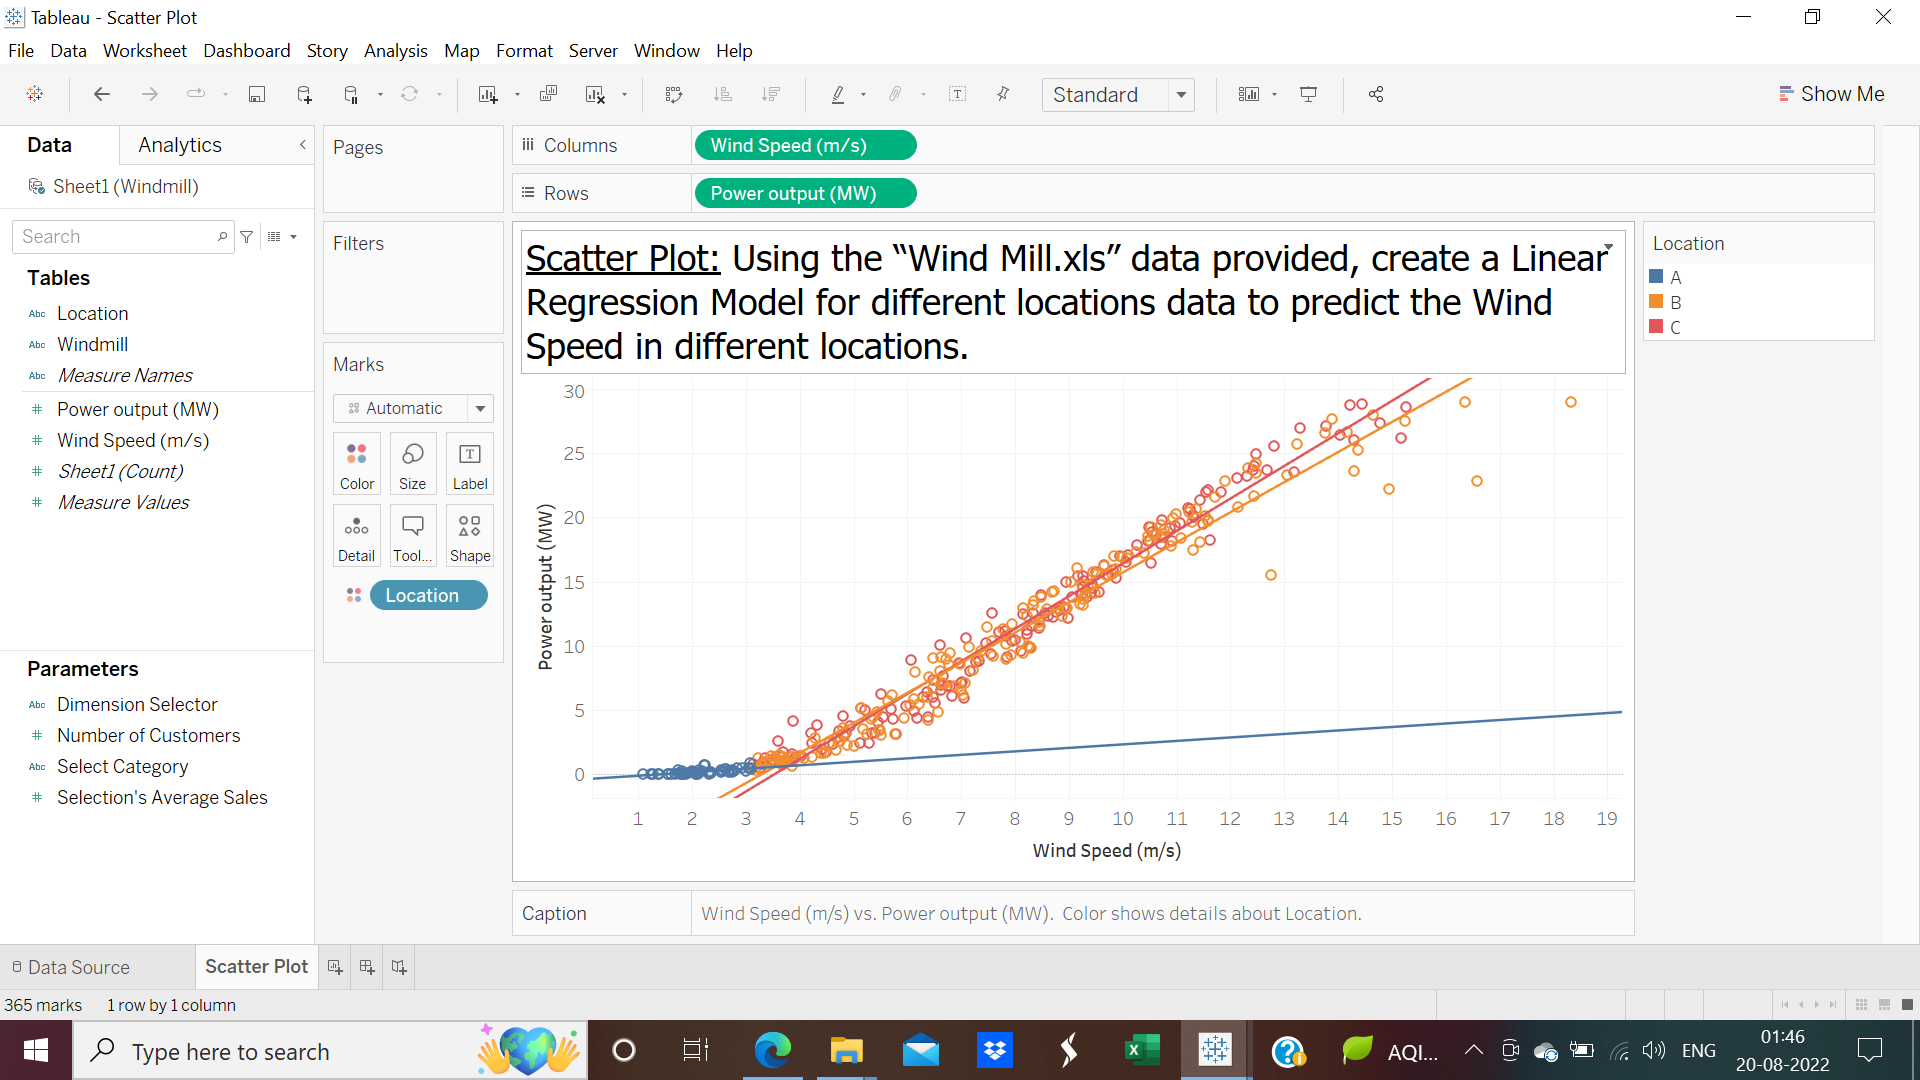 Tableau - Scatter Plot
File Data Worksheet Dashboard Story Analysis Map Format Server Window Help
Standard
Show Me
Data Analytics
Sheet1 (Windmill)
Search
Tables
Abc Location
Abc Windmill
Abc Measure Names
# Power output (MW)
# Wind Speed (m/s)
# Sheet1 (Count)
# Measure Values
Parameters
Abc Dimension Selector
# Number of Customers
Abc Select Category
# Selection's Average Sales
Pages
Filters
Marks
Automatic
Color Size Label
Detail Tool... Shape
Location
Columns Wind Speed (m/s)
Rows Power output (MW)
Scatter Plot: Using the “Wind Mill.xls” data provided, create a Linear
Regression Model for different locations data to predict the Wind
Speed in different locations.
Power output (MW)
30
25
20
15
10
5
0
1 2 3 4 5 6 7 8 9 10 11 12 13 14 15 16 17 18 19
Wind Speed (m/s)
Location
A
B
C
Caption Wind Speed (m/s) vs. Power output (MW). Color shows details about Location.
Data Source Scatter Plot
365 marks 1 row by 1 column
Type here to search
AQI...
ENG
01:46
20-08-2022